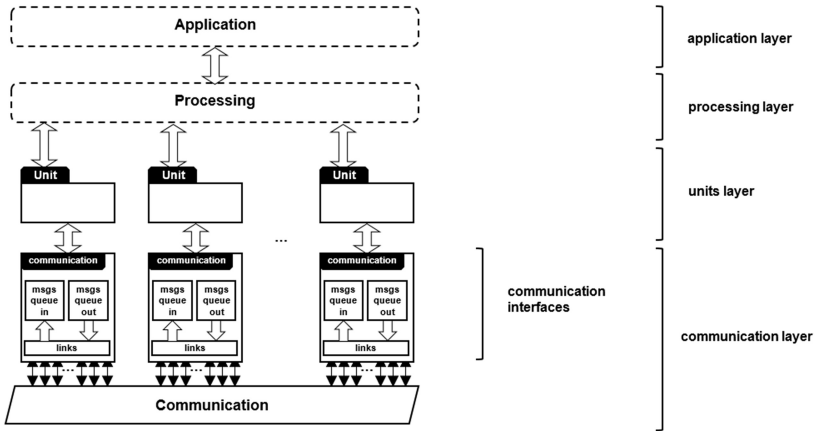 Application
application layer
Processing
processing layer
Unit Unit Unit
units layer
...
communication communication communication
msgs queue in
msgs queue out
msgs queue in
msgs queue out
msgs queue in
msgs queue out
links links links
... ... ...
communication
interfaces
communication layer
Communication